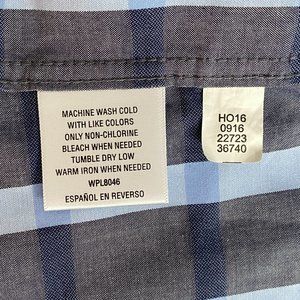 MACHINE WASH COLD
WITH LIKE COLORS
ONLY NON-CHLORINE
BLEACH WHEN NEEDED
TUMBLE DRY LOW
WARM IRON WHEN NEEDED
WPL8046
ESPAÑOL EN REVERSO
HO16
0916
22723
36740